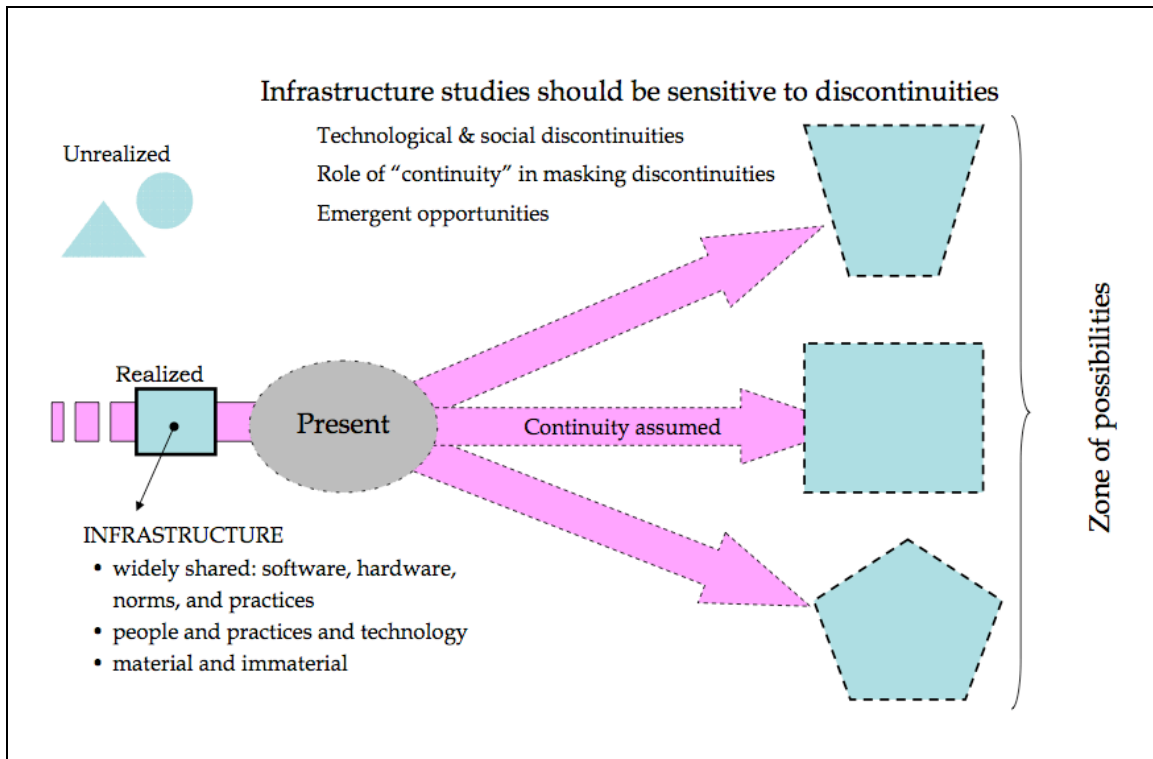 Infrastructure studies should be sensitive to discontinuities
Technological & social discontinuities
Role of “continuity” in masking discontinuities
Emergent opportunities
Unrealized
Realized
Present
Continuity assumed
Zone of possibilities
INFRASTRUCTURE
• widely shared: software, hardware,
norms, and practices
• people and practices and technology
• material and immaterial